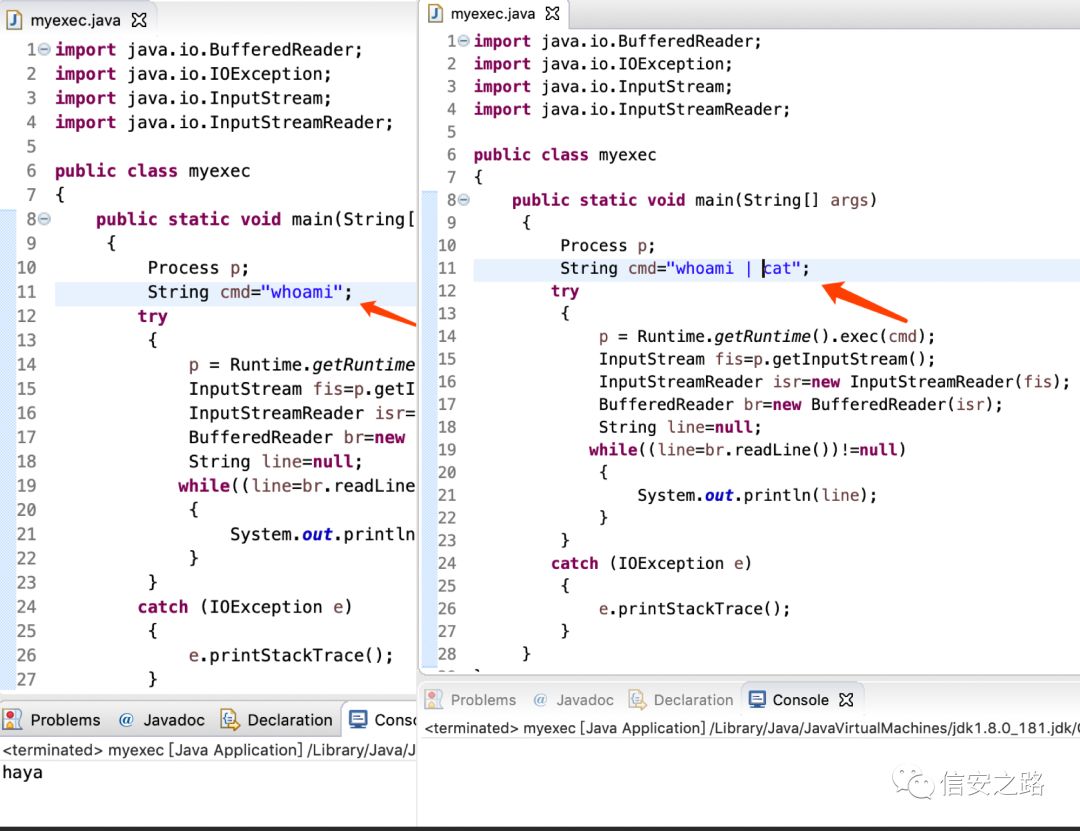 myexec.java
1 import java.io.BufferedReader;
2 import java.io.IOException;
3 import java.io.InputStream;
4 import java.io.InputStreamReader;
5
6 public class myexec
7 {
8 public static void main(String[
9 {
10 Process p;
11 String cmd="whoami";
12 try
13 {
14 p = Runtime.getRuntime
15 InputStream fis=p.getI
16 InputStreamReader isr=
17 BufferedReader br=new
18 String line=null;
19 while((line=br.readLine
20 {
21 System.out.println
22 }
23 }
24 catch (IOException e)
25 {
26 e.printStackTrace();
27 }
Problems @ Javadoc Declaration Conso
<terminated> myexec [Java Application] /Library/Java/J
haya
myexec.java
1 import java.io.BufferedReader;
2 import java.io.IOException;
3 import java.io.InputStream;
4 import java.io.InputStreamReader;
5
6 public class myexec
7 {
8 public static void main(String[] args)
9 {
10 Process p;
11 String cmd="whoami | cat";
12 try
13 {
14 p = Runtime.getRuntime().exec(cmd);
15 InputStream fis=p.getInputStream();
16 InputStreamReader isr=new InputStreamReader(fis);
17 BufferedReader br=new BufferedReader(isr);
18 String line=null;
19 while((line=br.readLine())!=null)
20 {
21 System.out.println(line);
22 }
23 }
24 catch (IOException e)
25 {
26 e.printStackTrace();
27 }
28 }
Problems @ Javadoc Declaration Console
<terminated> myexec [Java Application] /Library/Java/JavaVirtualMachines/jdk1.8.0_181.jdk/
信安之路